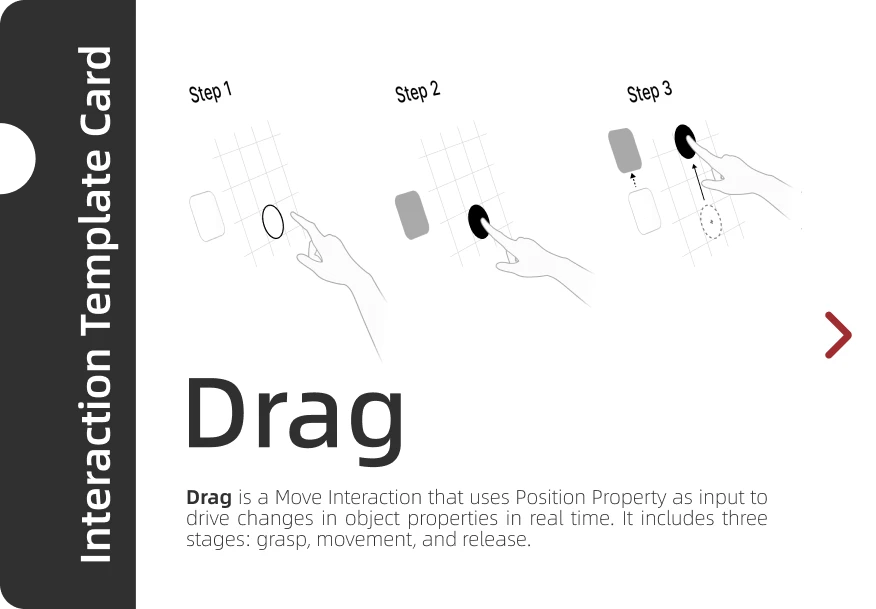 Interaction Template Card
Step 1
Step 2
Step 3
Drag
Drag is a Move Interaction that uses Position Property as input to
drive changes in object properties in real time. It includes three
stages: grasp, movement, and release.